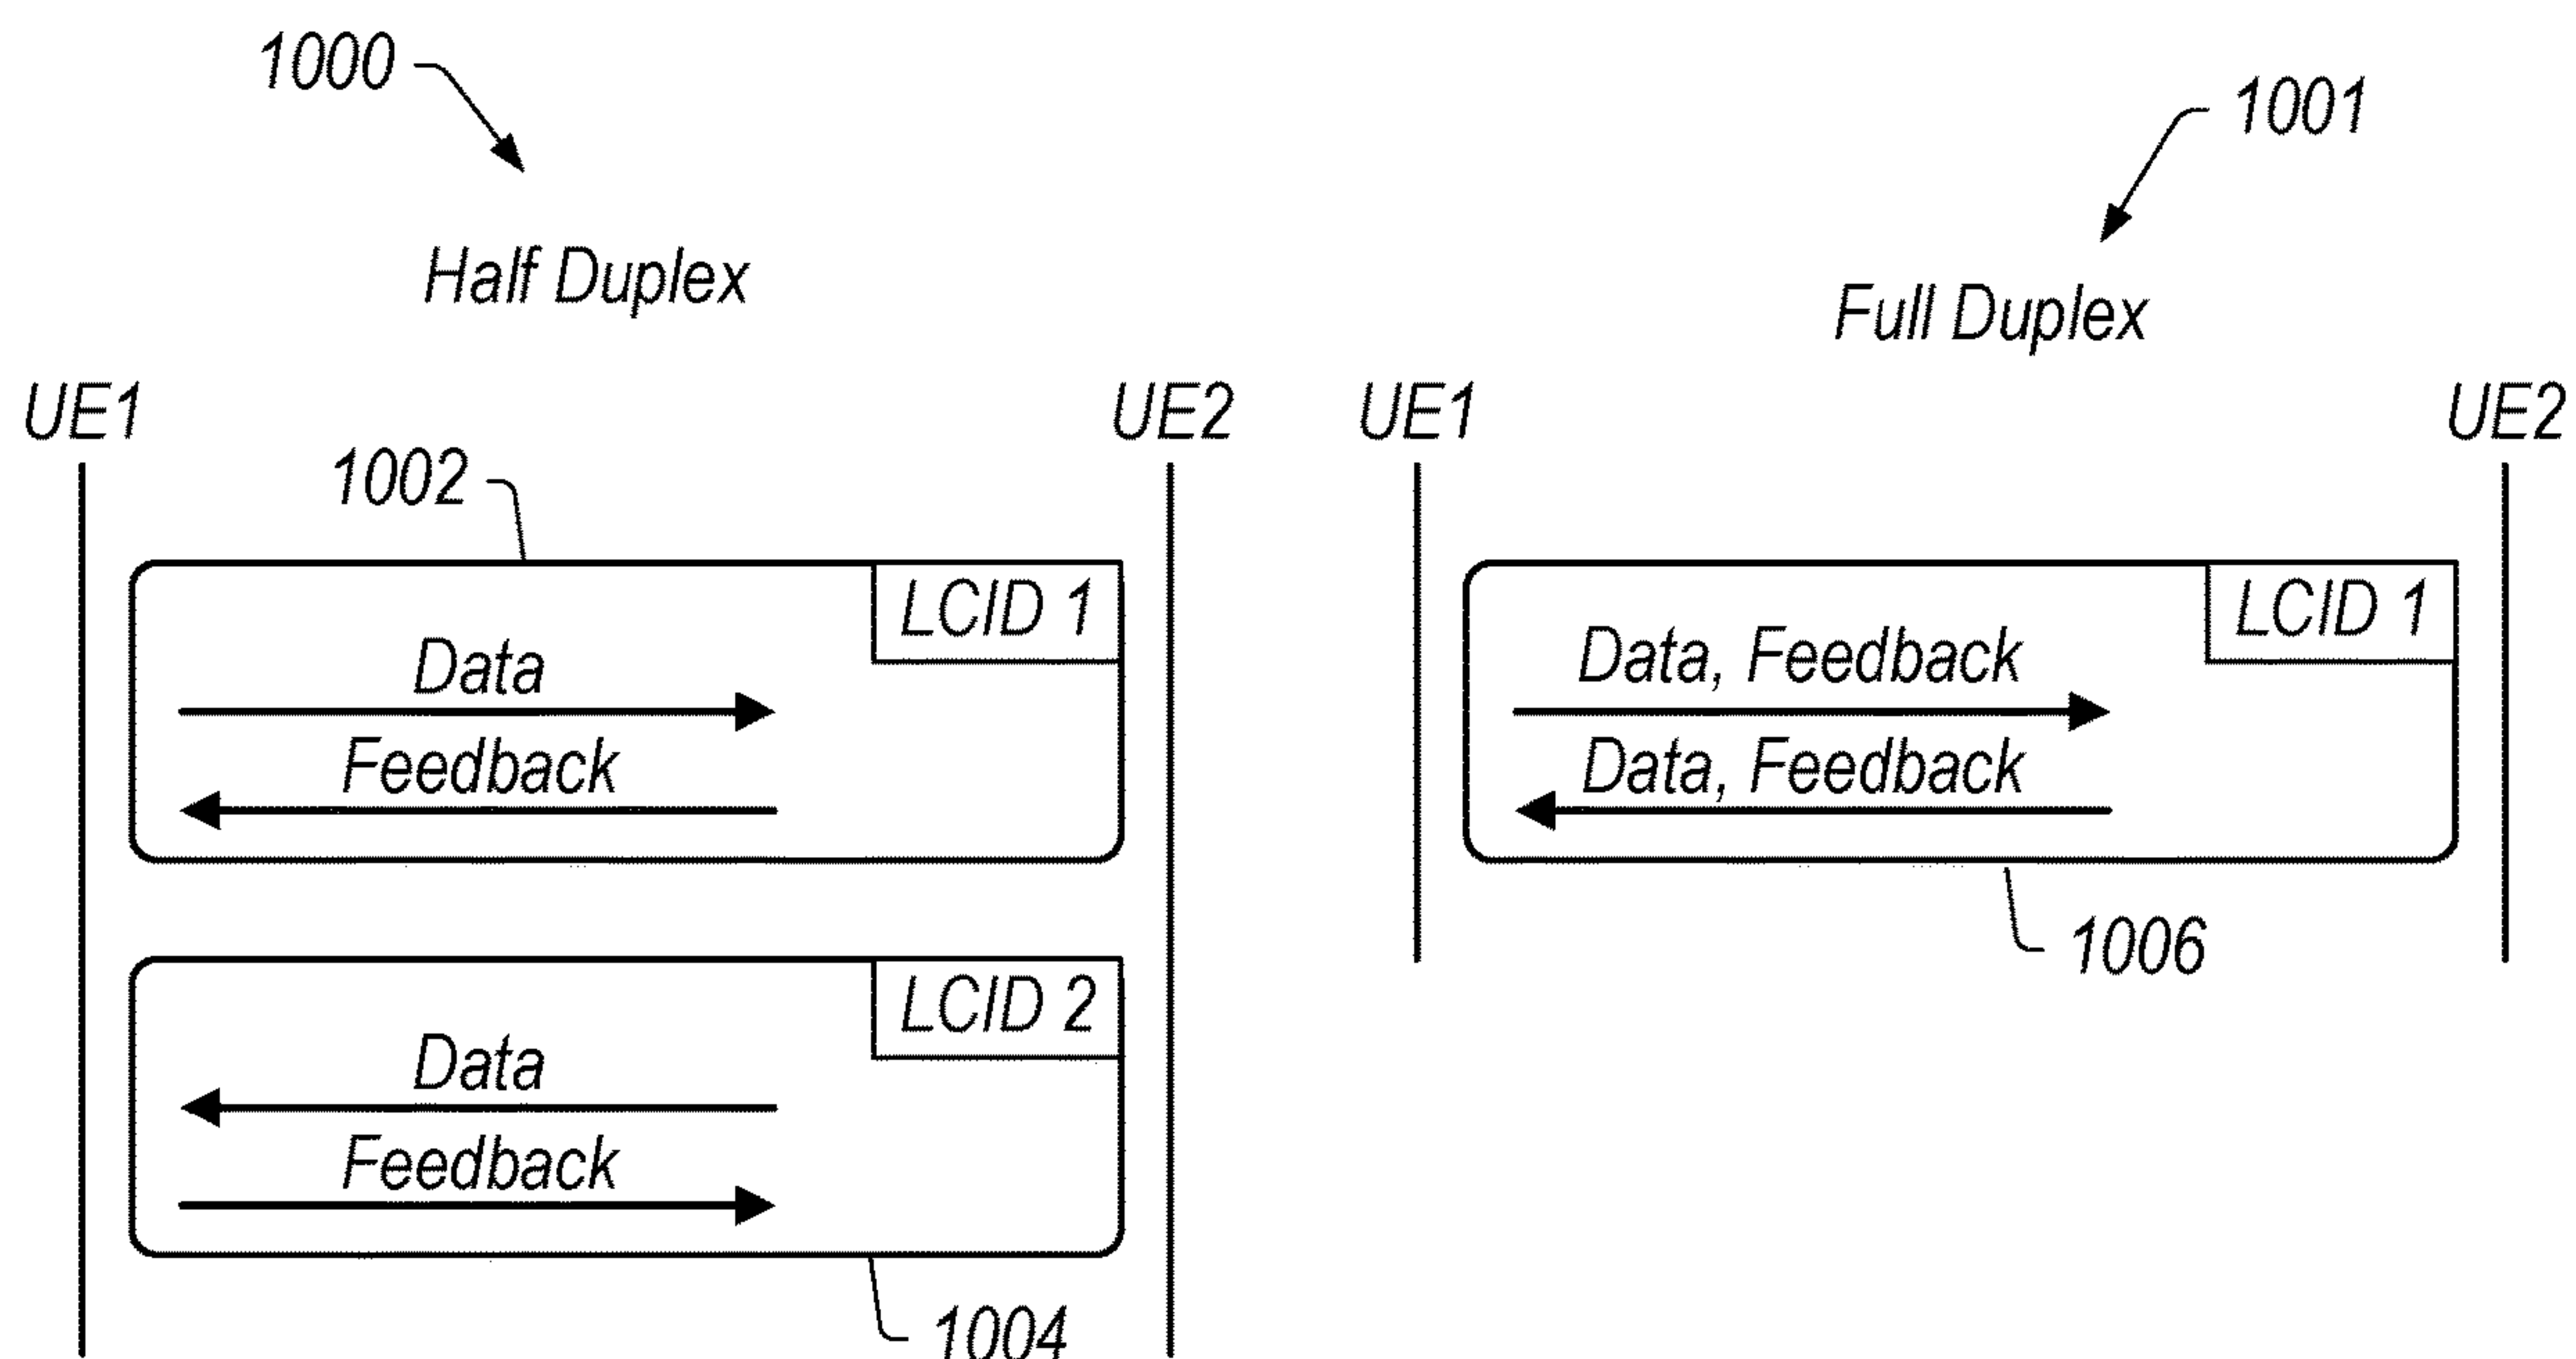 1000
Half Duplex
UE1
UE2
1002
LCID 1
Data
Feedback
LCID 2
Data
Feedback
1004
1001
Full Duplex
UE1
UE2
LCID 1
Data, Feedback
Data, Feedback
1006